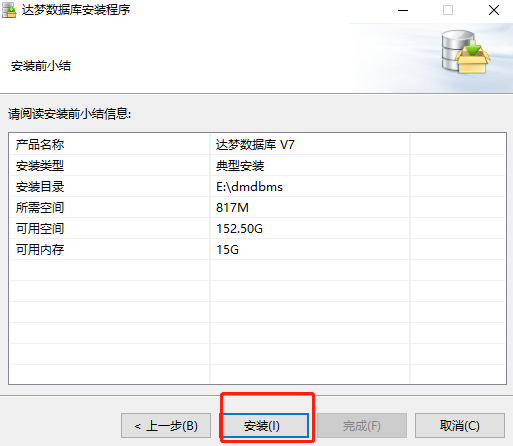 达梦数据库安装程序
安装前小结
请阅读安装前小结信息:
产品名称 达梦数据库 V7
安装类型 典型安装
安装目录 E:\dmdbms
所需空间 817M
可用空间 152.50G
可用内存 15G
< 上一步(B) 安装(I) 完成(F) 取消(C)